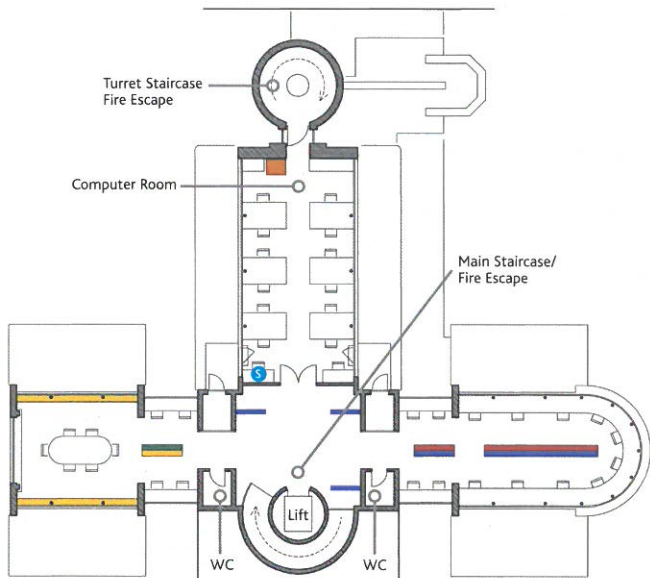 Turret Staircase
Fire Escape
Computer Room
Main Staircase/
Fire Escape
S
Lift
WC
WC